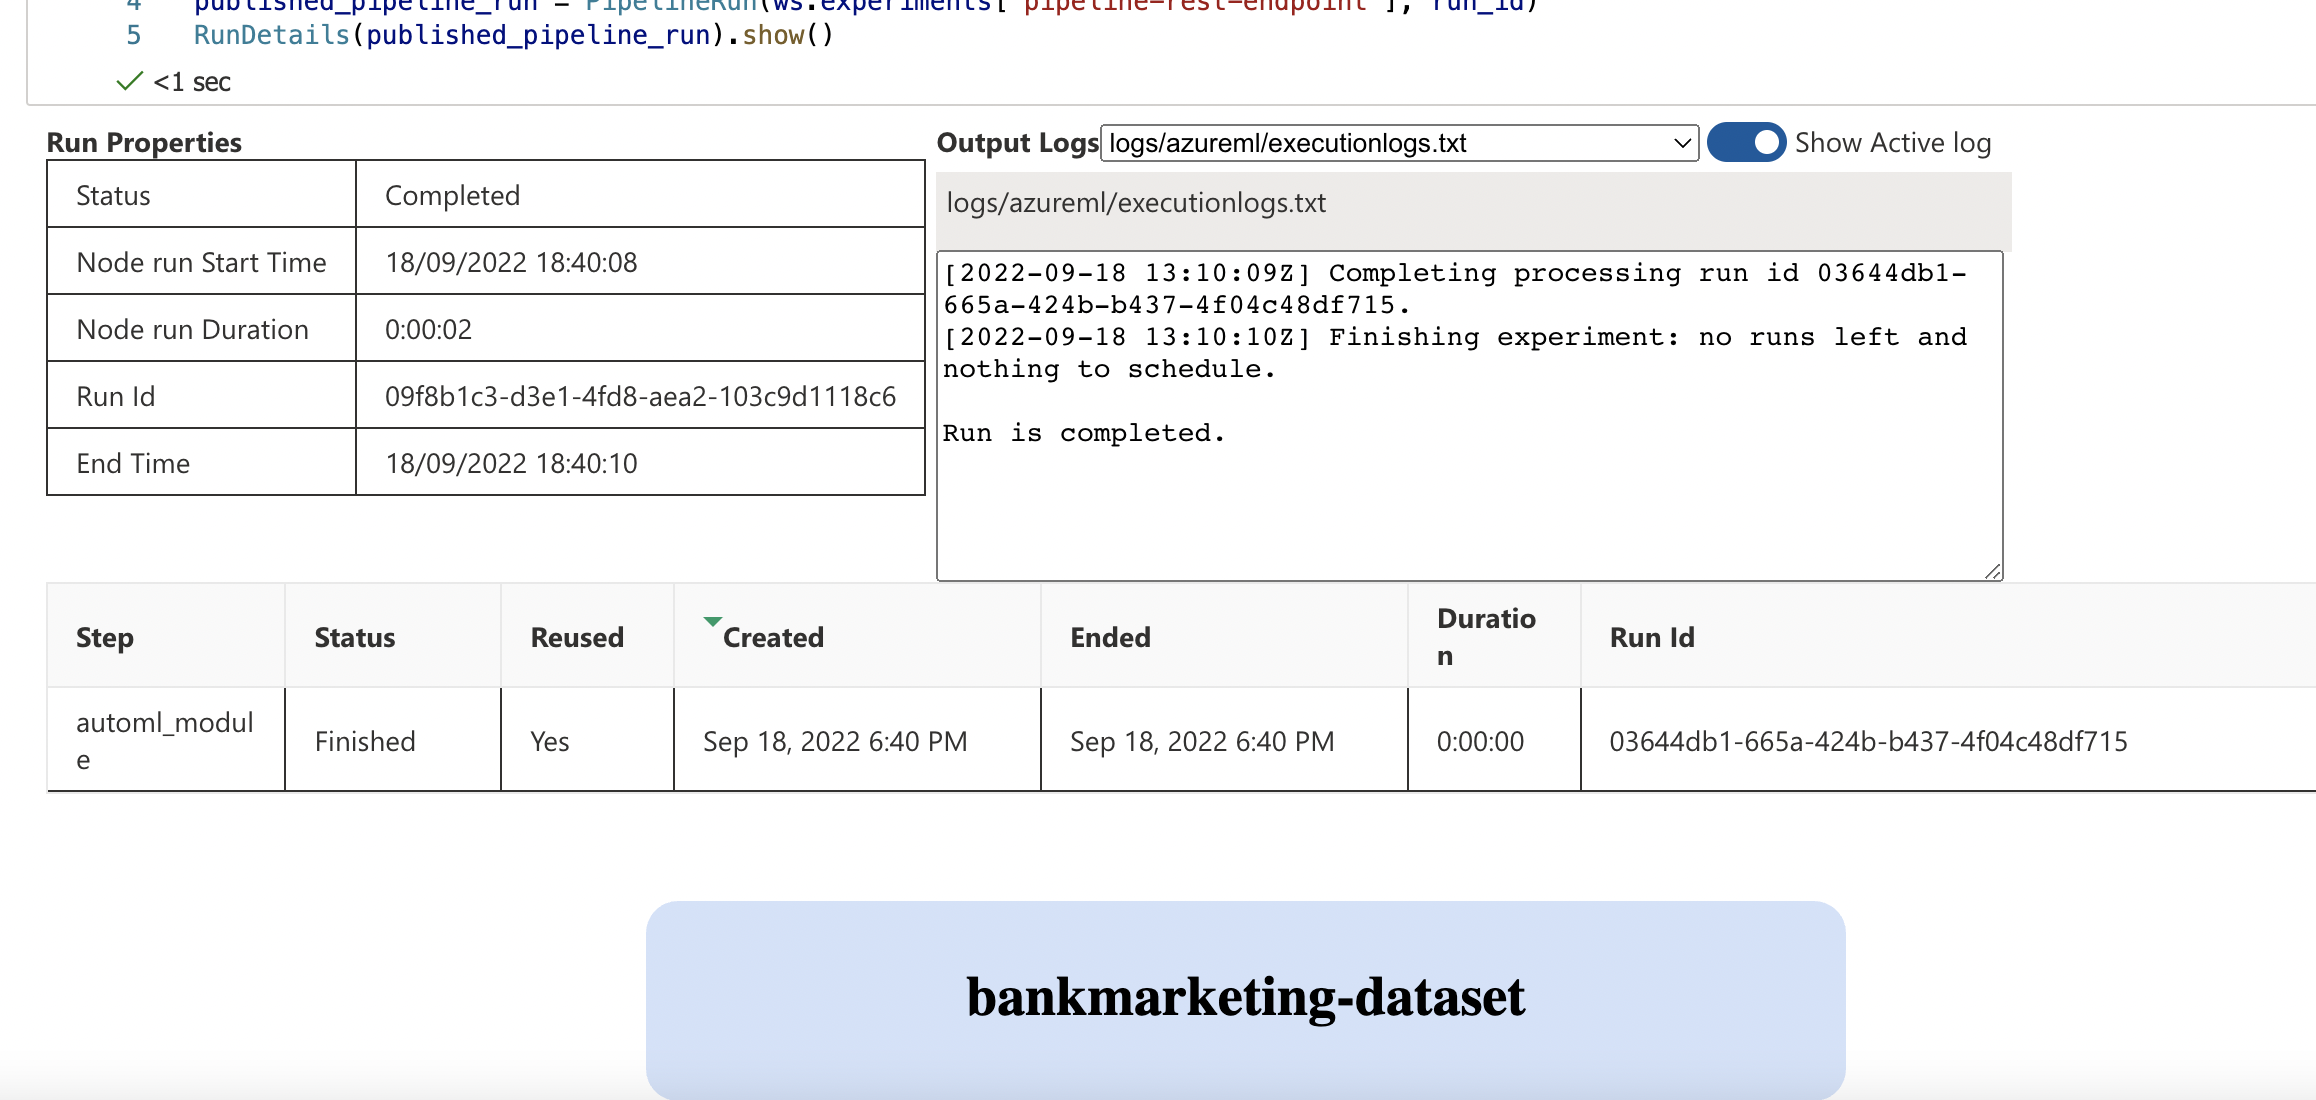 4 published_pipeline_run = PipelineRun(ws.experiments["pipeline-rest-endpoint"], run_id)
5 RunDetails(published_pipeline_run).show()
<1 sec
Run Properties
Status Completed
Node run Start Time 18/09/2022 18:40:08
Node run Duration 0:00:02
Run Id 09f8b1c3-d3e1-4fd8-aea2-103c9d1118c6
End Time 18/09/2022 18:40:10
Output Logs logs/azureml/executionlogs.txt Show Active log
logs/azureml/executionlogs.txt
[2022-09-18 13:10:09Z] Completing processing run id 03644db1-
665a-424b-b437-4f04c48df715.
[2022-09-18 13:10:10Z] Finishing experiment: no runs left and
nothing to schedule.
Run is completed.
Step Status Reused Created Ended Duratio
n Run Id
automl_modul
e Finished Yes Sep 18, 2022 6:40 PM Sep 18, 2022 6:40 PM 0:00:00 03644db1-665a-424b-b437-4f04c48df715
bankmarketing-dataset